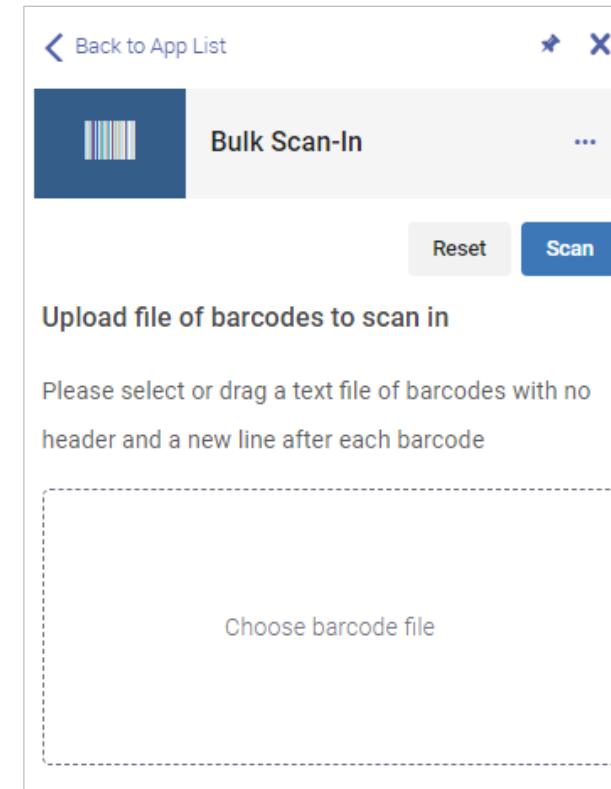 Back to App List
Bulk Scan-In
Reset Scan
Upload file of barcodes to scan in
Please select or drag a text file of barcodes with no
header and a new line after each barcode
Choose barcode file